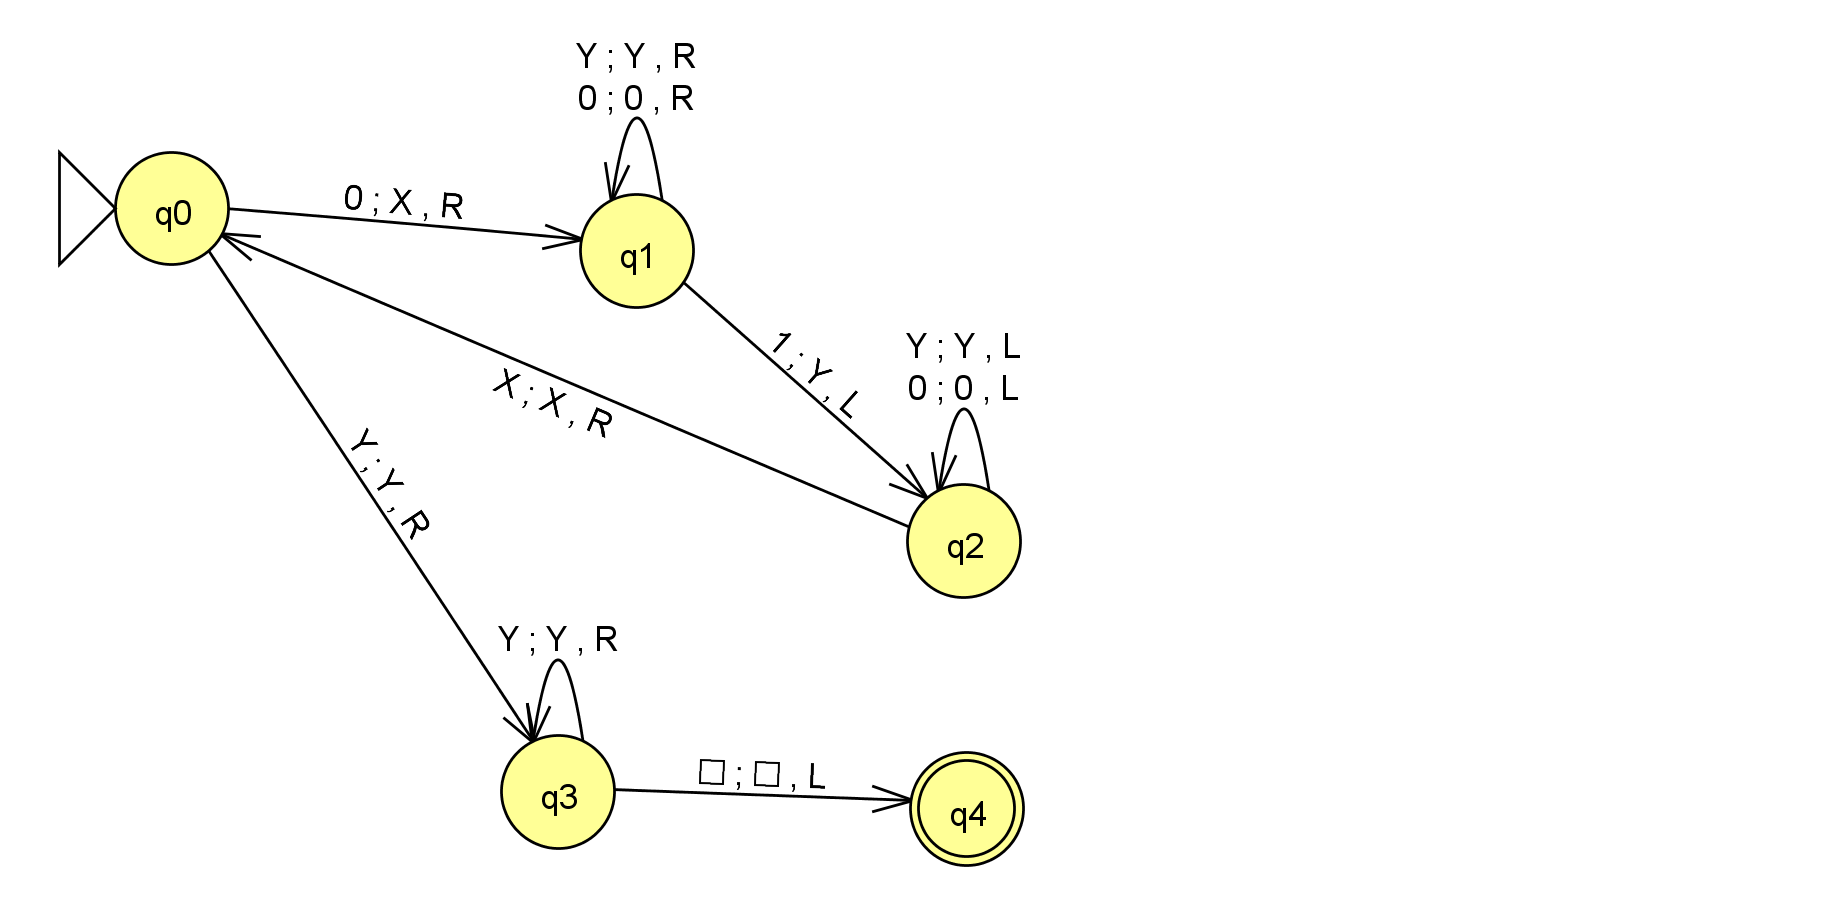 Y ; Y , R
0 ; 0 , R
0 ; X , R
q0
q1
1 ; Y , L
Y ; Y , L
0 ; 0 , L
X ; X , R
Y ; Y , R
q2
Y ; Y , R
□ ; □ , L
q3
q4